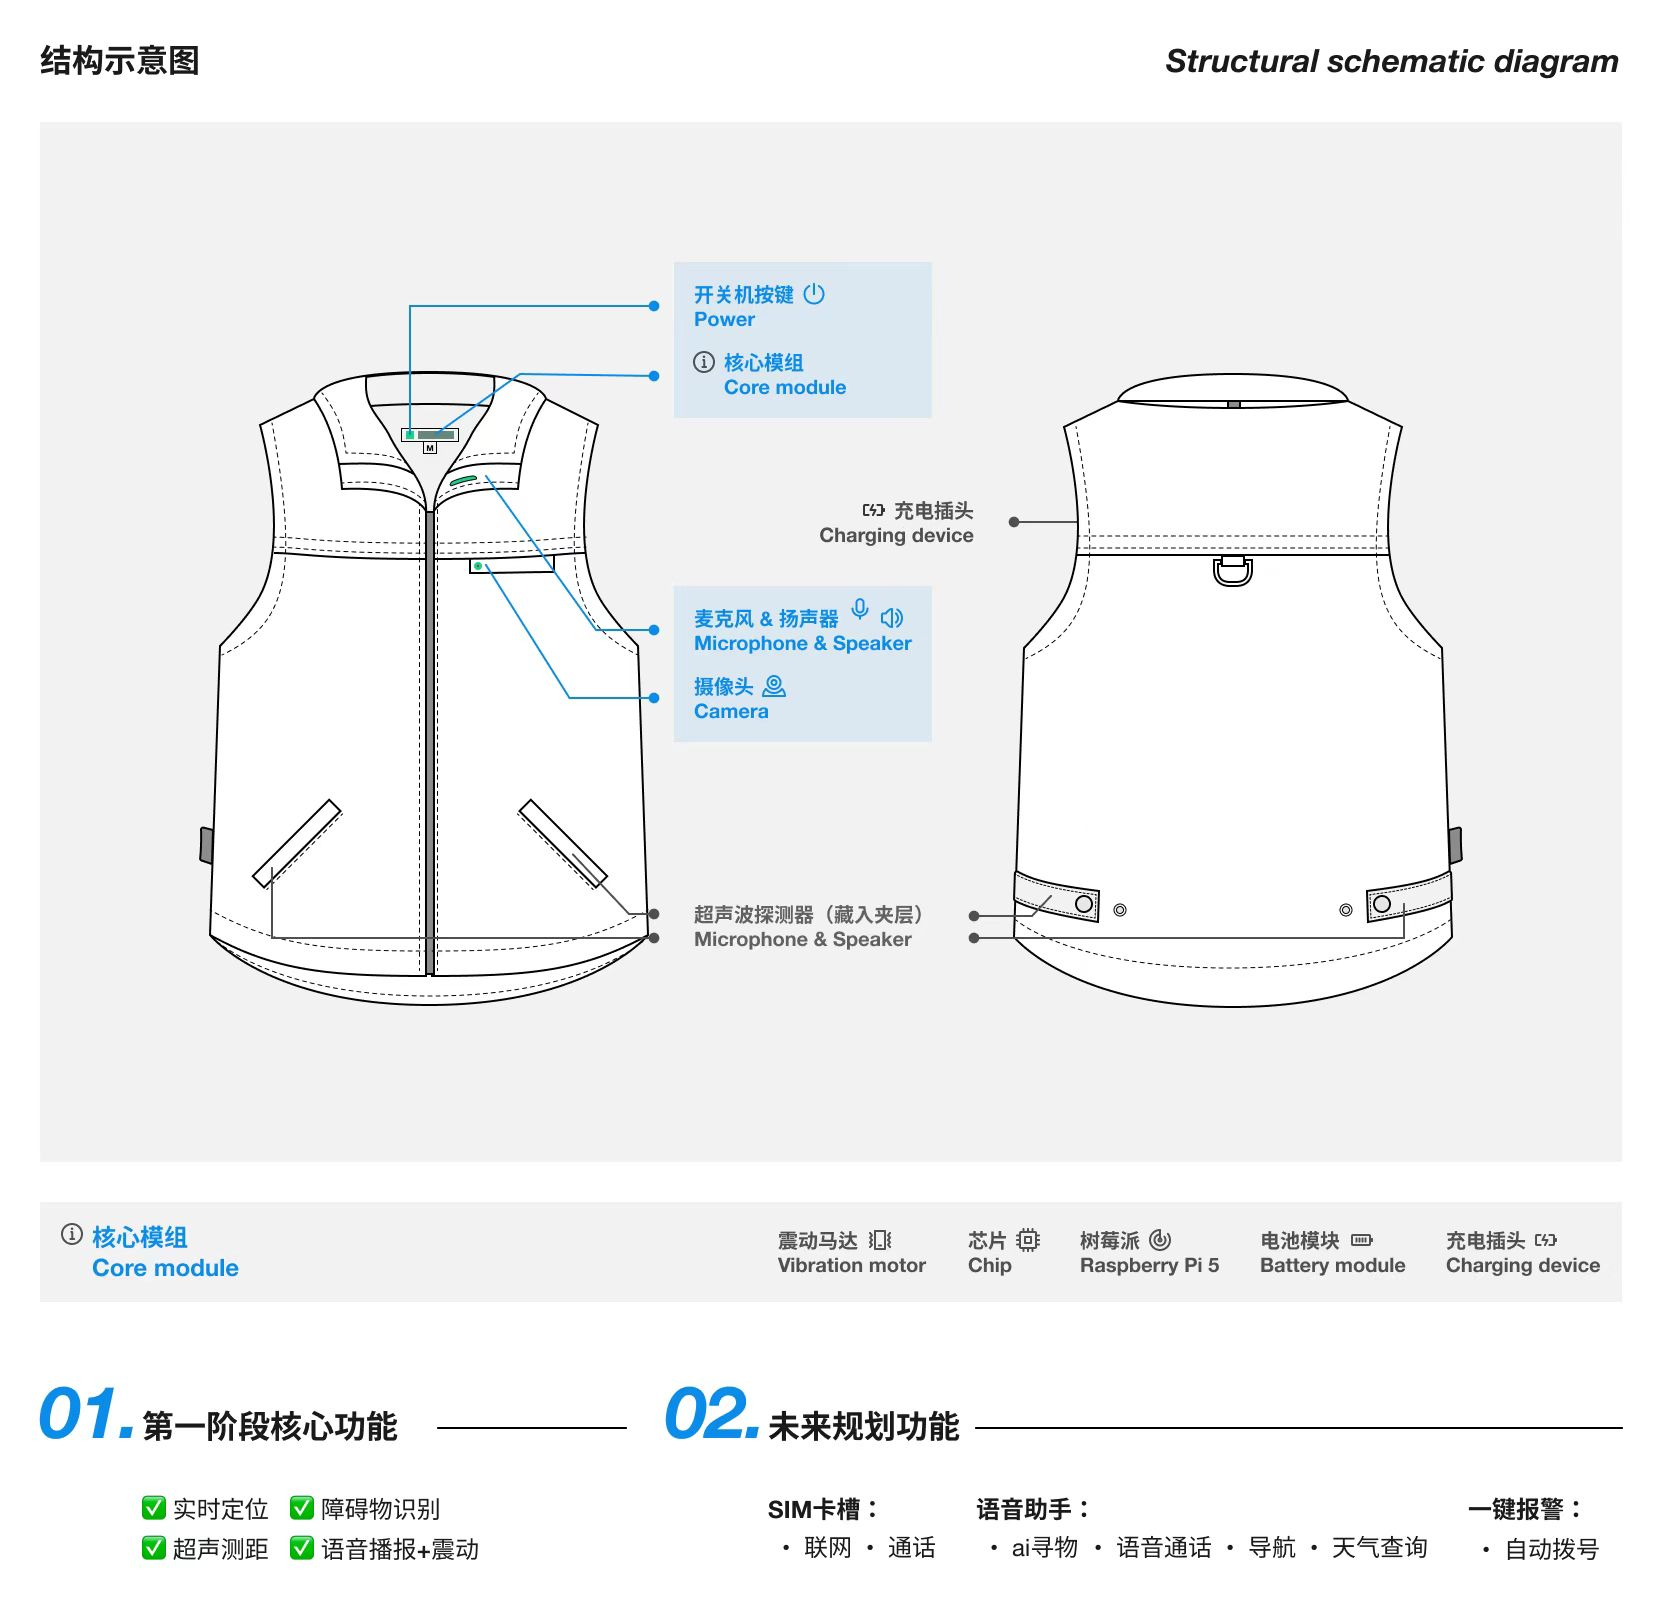 结构示意图
Structural schematic diagram
开关机按键
Power
核心模组
Core module
M
充电插头
Charging device
麦克风 & 扬声器
Microphone & Speaker
摄像头
Camera
超声波探测器（藏入夹层）
Microphone & Speaker
核心模组
Core module
震动马达
Vibration motor
芯片
Chip
树莓派
Raspberry Pi 5
电池模块
Battery module
充电插头
Charging device
01. 第一阶段核心功能
✅ 实时定位 ✅ 障碍物识别
✅ 超声测距 ✅ 语音播报+震动
02. 未来规划功能
SIM卡槽：
· 联网 · 通话
语音助手：
· ai寻物 · 语音通话 · 导航 · 天气查询
一键报警：
· 自动拨号